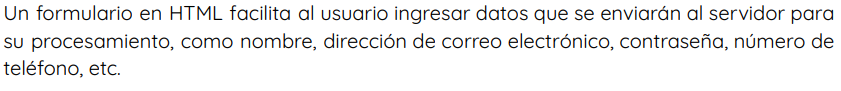 Un formulario en HTML facilita al usuario ingresar datos que se enviarán al servidor para
su procesamiento, como nombre, dirección de correo electrónico, contraseña, número de
teléfono, etc.